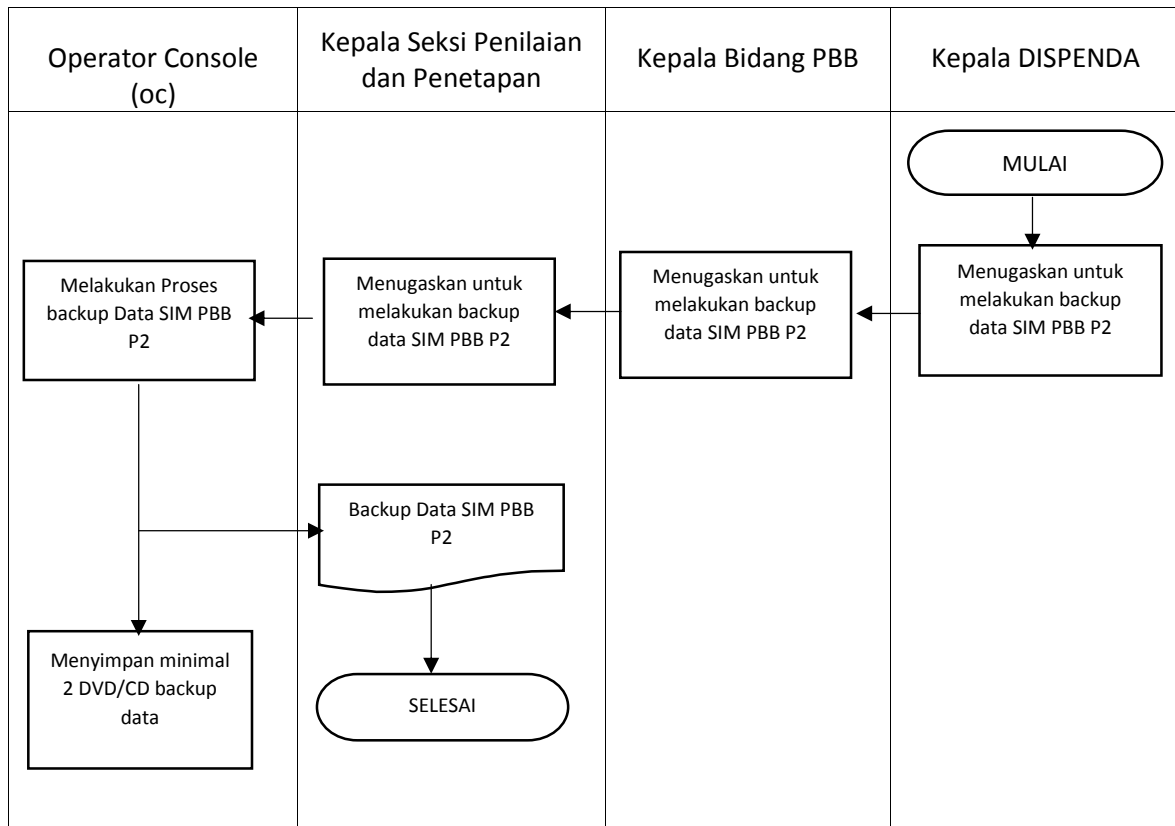 Operator Console
(oc)
Kepala Seksi Penilaian
dan Penetapan
Kepala Bidang PBB
Kepala DISPENDA
MULAI
Melakukan Proses
backup Data SIM PBB
P2
Menugaskan untuk
melakukan backup
data SIM PBB P2
Menugaskan untuk
melakukan backup
data SIM PBB P2
Menugaskan untuk
melakukan backup
data SIM PBB P2
Backup Data SIM PBB
P2
Menyimpan minimal
2 DVD/CD backup
data
SELESAI